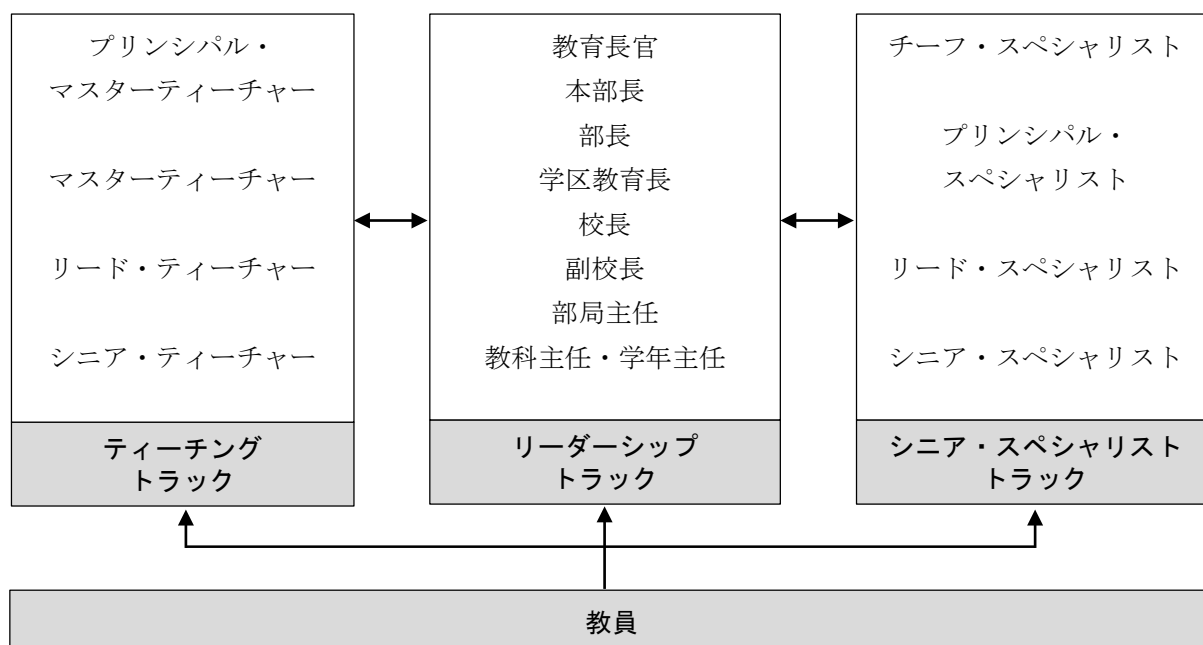 プリンシパル・
マスターティーチャー
マスターティーチャー
リード・ティーチャー
シニア・ティーチャー
ティーチング
トラック
教育長官
本部長
部長
学区教育長
校長
副校長
部局主任
教科主任・学年主任
リーダーシップ
トラック
チーフ・スペシャリスト
プリンシパル・
スペシャリスト
リード・スペシャリスト
シニア・スペシャリスト
シニア・スペシャリスト
トラック
教員